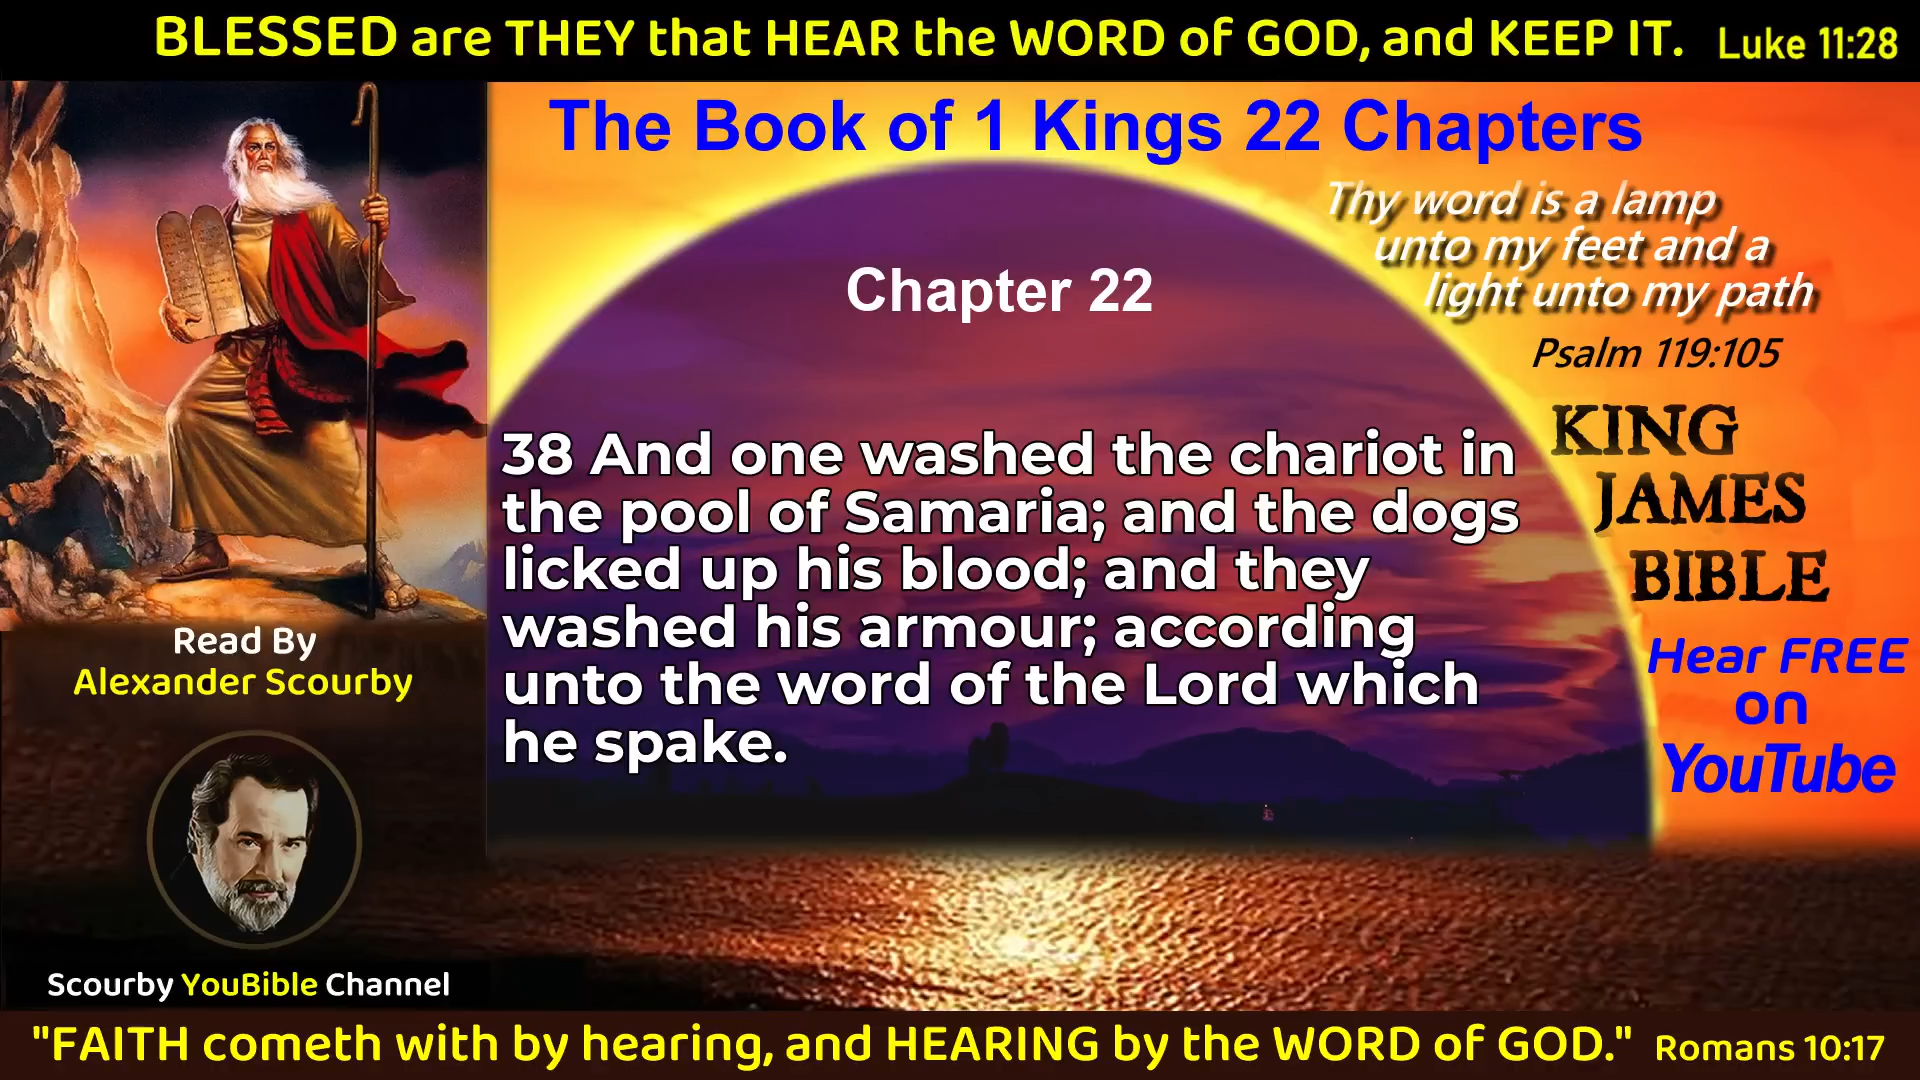 BLESSED are THEY that HEAR the WORD of GOD, and KEEP IT. Luke 11:28
The Book of 1 Kings 22 Chapters
Thy word is a lamp
unto my feet and a
light unto my path
Psalm 119:105
Chapter 22
38 And one washed the chariot in
the pool of Samaria; and the dogs
licked up his blood; and they
washed his armour; according
unto the word of the Lord which
he spake.
KING
JAMES
BIBLE
Hear FREE
on
YouTube
Read By
Alexander Scourby
Scourby YouBible Channel
"FAITH cometh with by hearing, and HEARING by the WORD of GOD." Romans 10:17